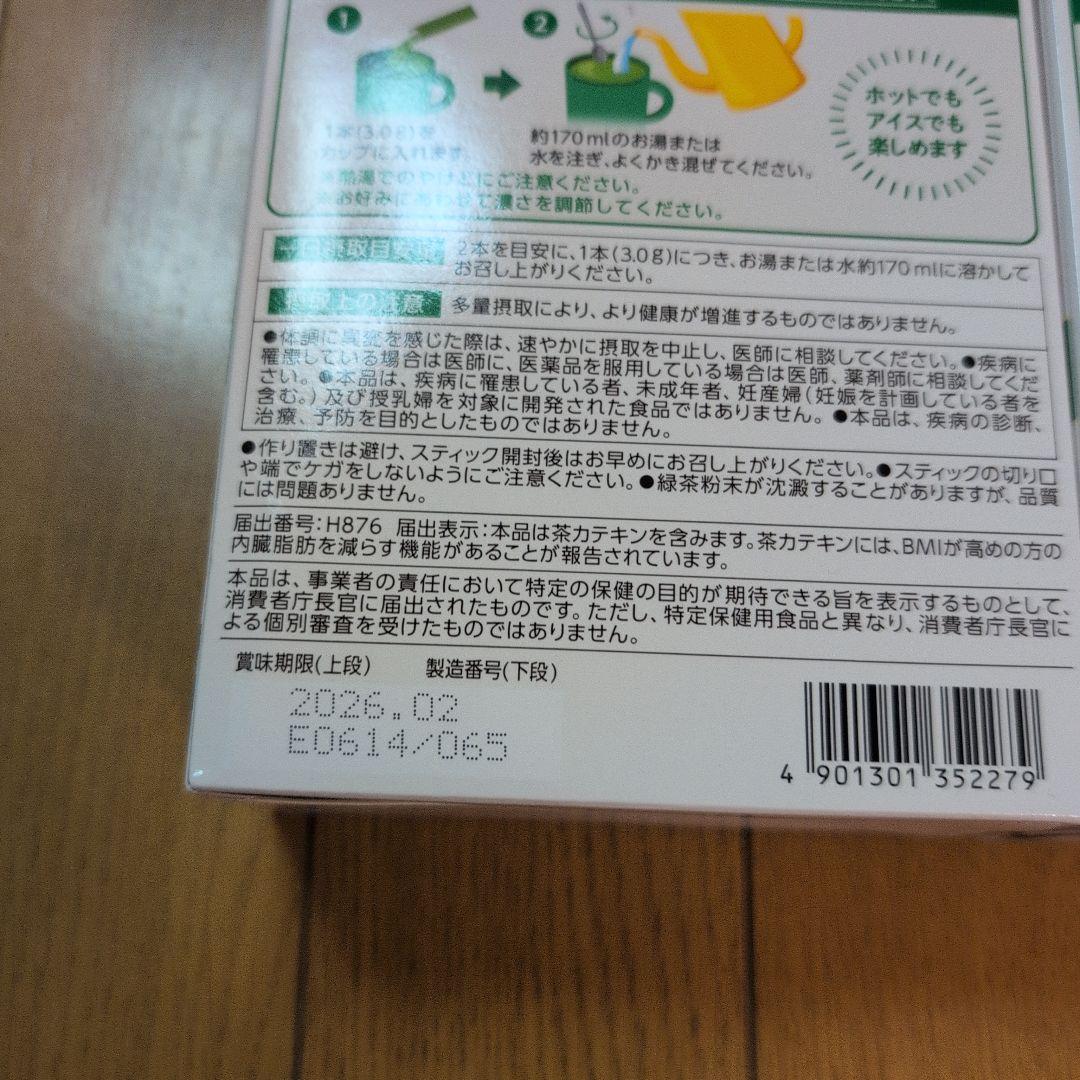 1
2
1本(3.0g)を
カップに入れます。
約170mlのお湯または
水を注ぎ、よくかき混ぜてください。
※熱湯でのやけどにご注意ください。
※お好みにあわせて濃さを調節してください。
ホットでも
アイスでも
楽しめます
一日摂取目安量
2本を目安に、1本(3.0g)につき、お湯または水約170mlに溶かして
お召し上がりください。
摂取上の注意
多量摂取により、より健康が増進するものではありません。
●体調に異変を感じた際は、速やかに摂取を中止し、医師に相談してください。●疾病に
罹患している場合は医師に、医薬品を服用している場合は医師、薬剤師に相談してくだ
さい。●本品は、疾病に罹患している者、未成年者、妊産婦(妊娠を計画している者を
含む。)及び授乳婦を対象に開発された食品ではありません。●本品は、疾病の診断、
治療、予防を目的としたものではありません。
●作り置きは避け、スティック開封後はお早めにお召し上がりください。●スティックの切り口
や端でケガをしないようにご注意ください。●緑茶粉末が沈澱することがありますが、品質
には問題ありません。
届出番号:H876 届出表示:本品は茶カテキンを含みます。茶カテキンには、BMIが高めの方の
内臓脂肪を減らす機能があることが報告されています。
本品は、事業者の責任において特定の保健の目的が期待できる旨を表示するものとして、
消費者庁長官に届出されたものです。ただし、特定保健用食品と異なり、消費者庁長官に
よる個別審査を受けたものではありません。
賞味期限(上段) 製造番号(下段)
2026.02
E0614/065
4 901301 352279